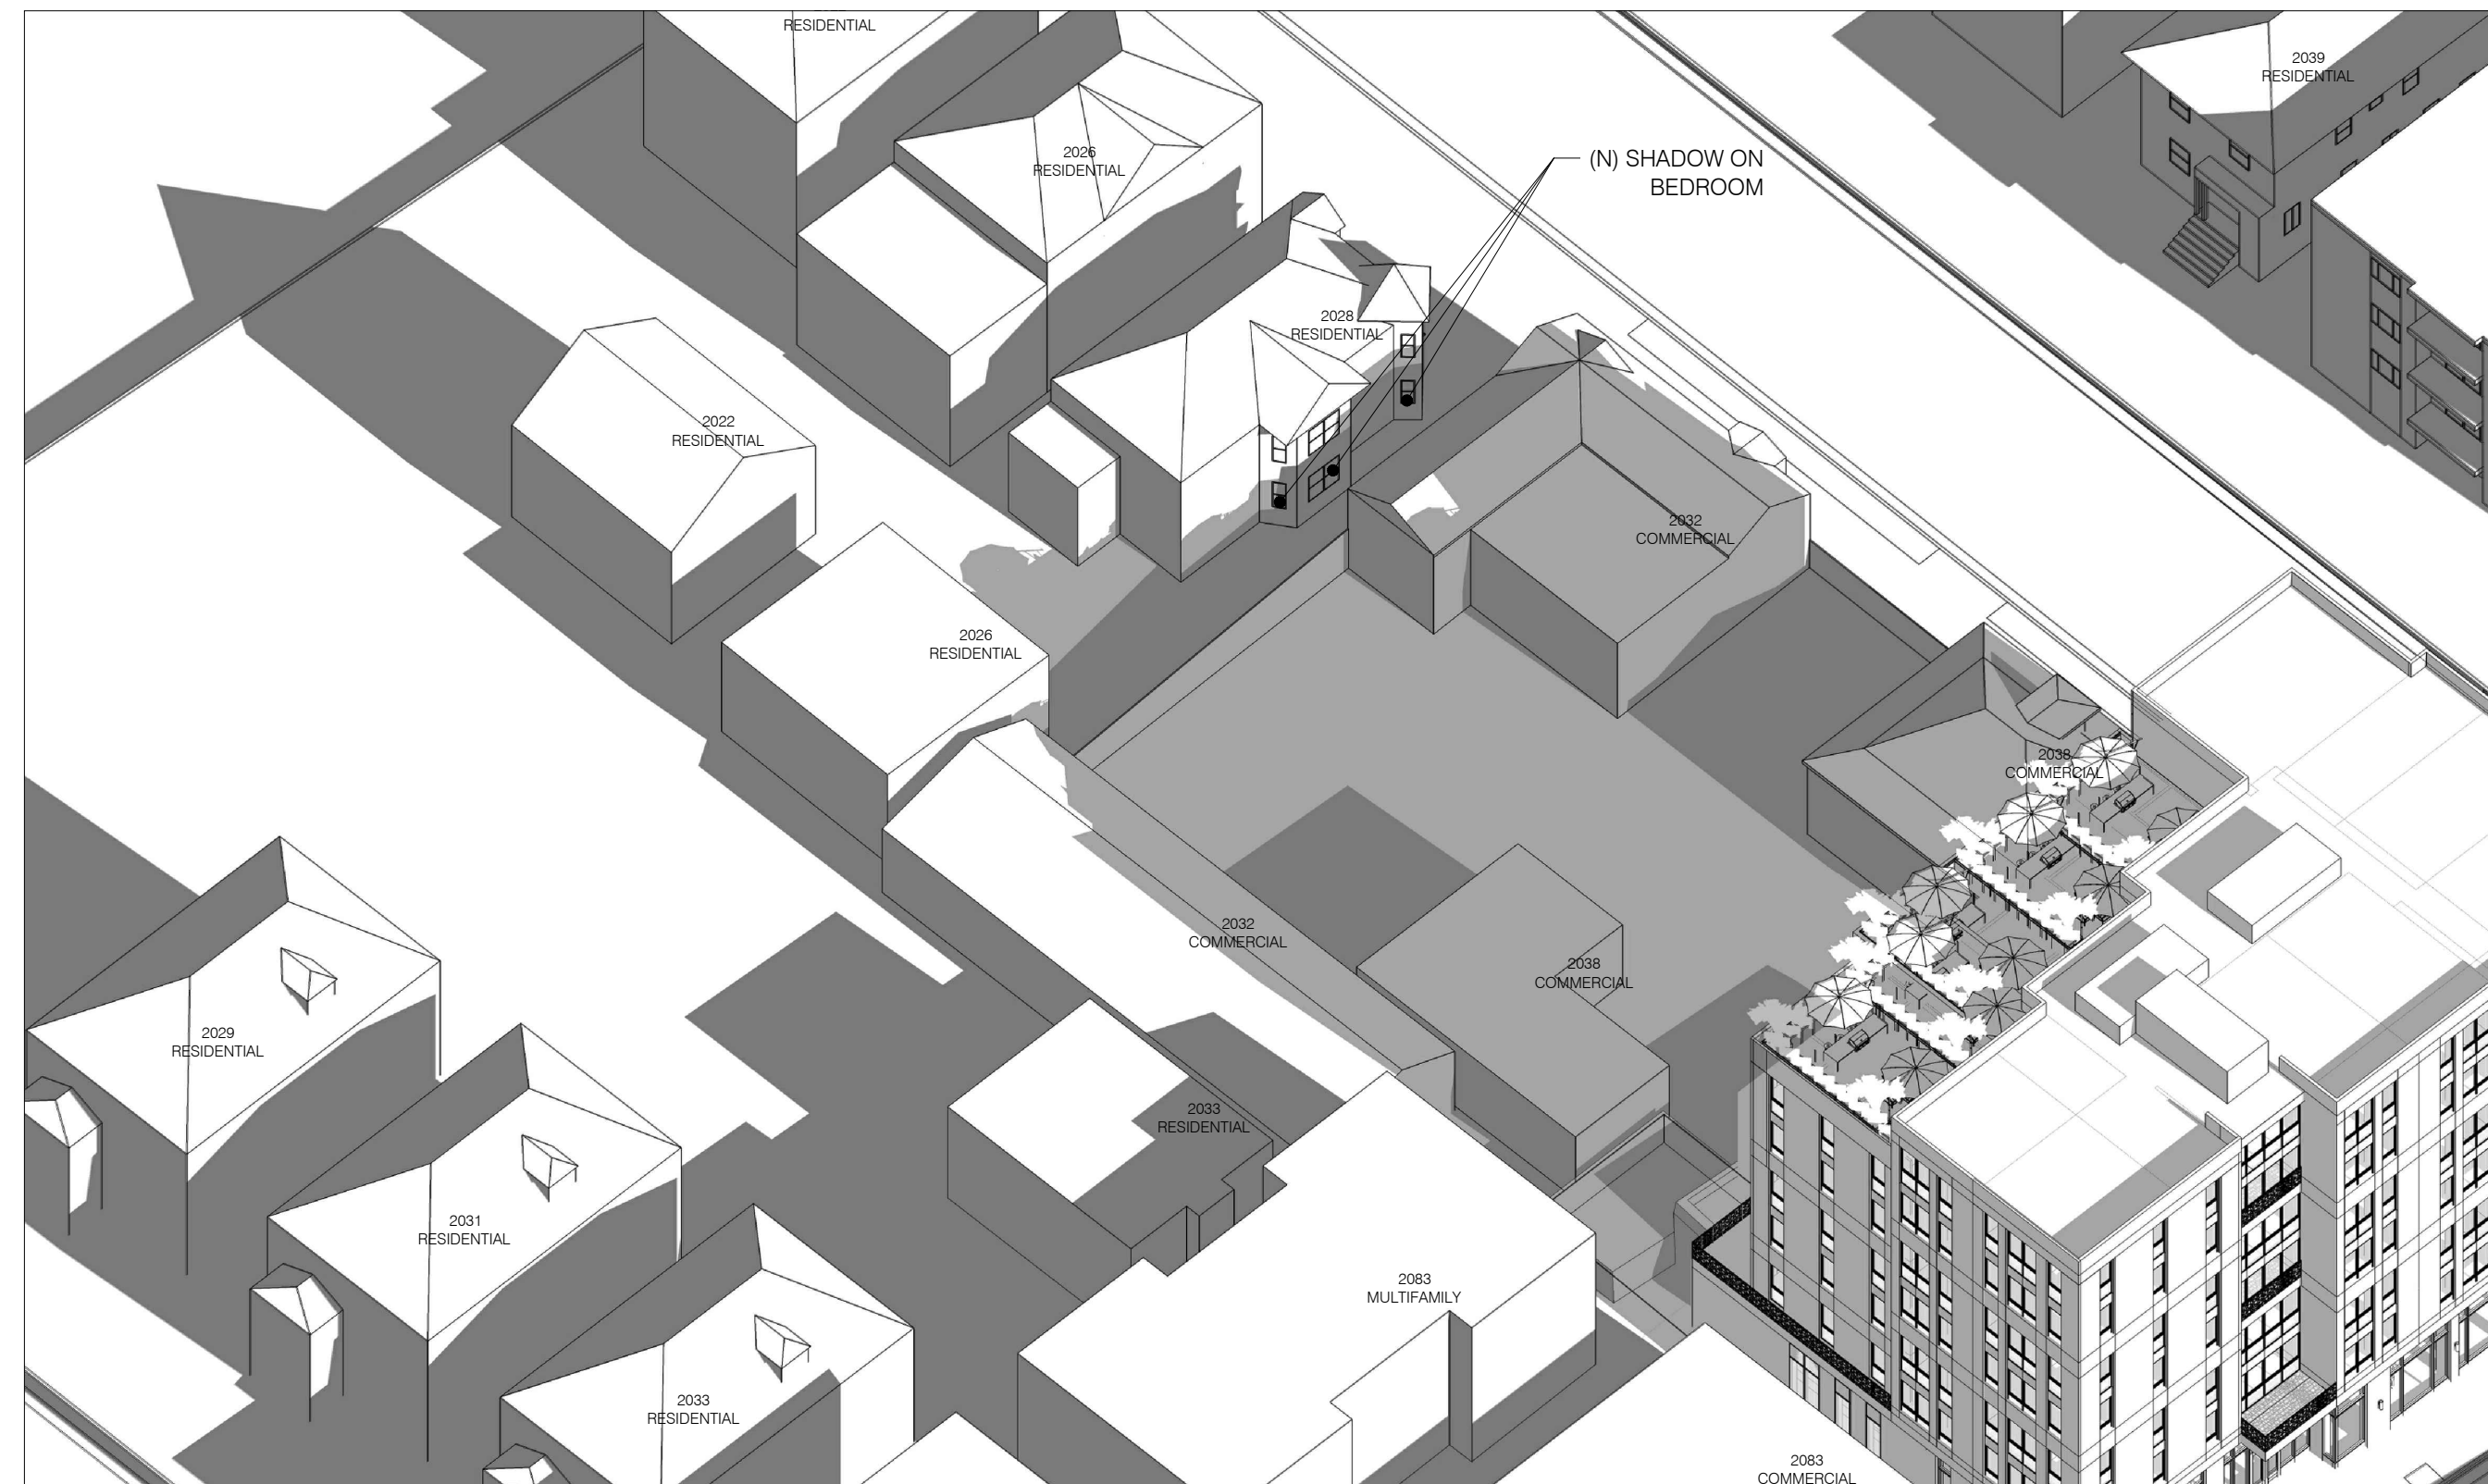 RESIDENTIAL
2039
RESIDENTIAL
2026
RESIDENTIAL
(N) SHADOW ON
BEDROOM
2028
RESIDENTIAL
2022
RESIDENTIAL
2032
COMMERCIAL
2026
RESIDENTIAL
2038
COMMERCIAL
2032
COMMERCIAL
2038
COMMERCIAL
2029
RESIDENTIAL
2033
RESIDENTIAL
2031
RESIDENTIAL
2083
MULTIFAMILY
2033
RESIDENTIAL
2083
COMMERCIAL